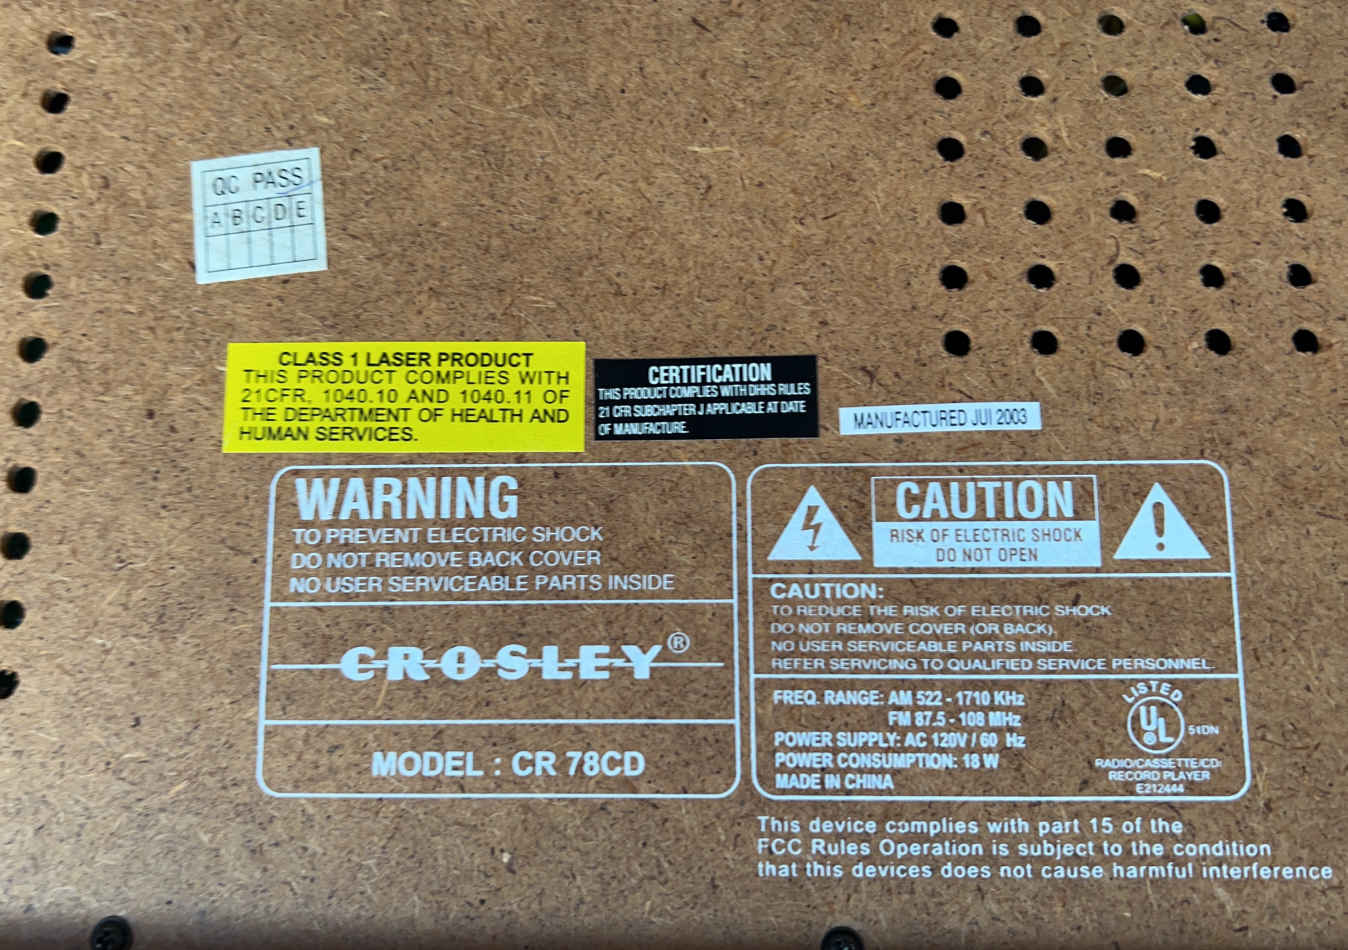 QC PASS
A B C D E
CLASS 1 LASER PRODUCT
THIS PRODUCT COMPLIES WITH
21CFR, 1040.10 AND 1040.11 OF
THE DEPARTMENT OF HEALTH AND
HUMAN SERVICES.
CERTIFICATION
THIS PRODUCT COMPLIES WITH DHHS RULES
21 CFR SUBCHAPTER J APPLICABLE AT DATE
OF MANUFACTURE.
MANUFACTURED JUI 2003
WARNING
TO PREVENT ELECTRIC SHOCK
DO NOT REMOVE BACK COVER
NO USER SERVICEABLE PARTS INSIDE
CROSLEY®
MODEL : CR 78CD
CAUTION
RISK OF ELECTRIC SHOCK
DO NOT OPEN
CAUTION:
TO REDUCE THE RISK OF ELECTRIC SHOCK
DO NOT REMOVE COVER (OR BACK).
NO USER SERVICEABLE PARTS INSIDE.
REFER SERVICING TO QUALIFIED SERVICE PERSONNEL.
FREQ. RANGE: AM 522 - 1710 KHz
FM 87.5 - 108 MHz
POWER SUPPLY: AC 120V / 60 Hz
POWER CONSUMPTION: 18 W
MADE IN CHINA
LISTED
UL ®
51DN
RADIO/CASSETTE/CD/
RECORD PLAYER
E212444
This device complies with part 15 of the
FCC Rules Operation is subject to the condition
that this devices does not cause harmful interference